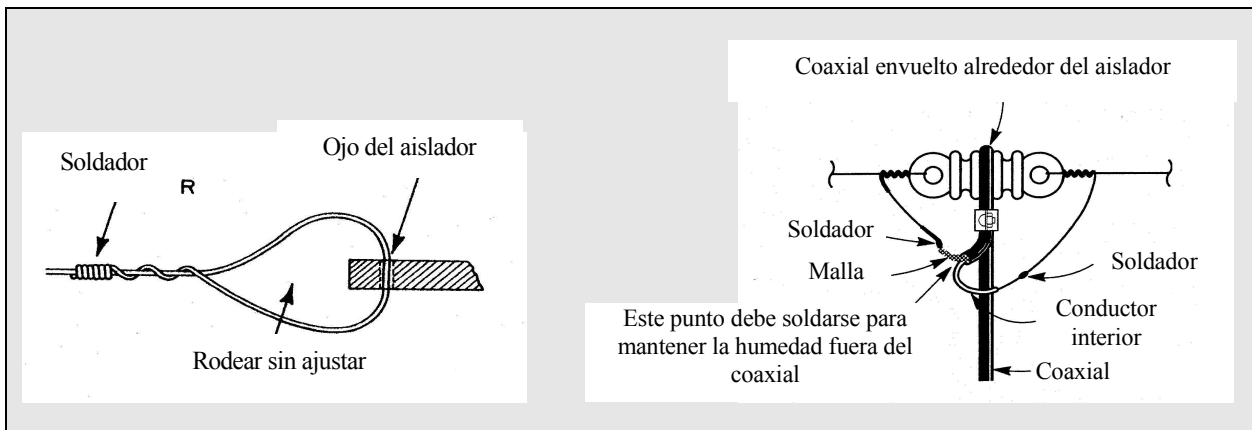 Soldador
R
Ojo del aislador
Rodear sin ajustar
Coaxial envuelto alrededor del aislador
Soldador
Malla
Este punto debe soldarse para
mantener la humedad fuera del
coaxial
Soldador
Conductor
interior
Coaxial